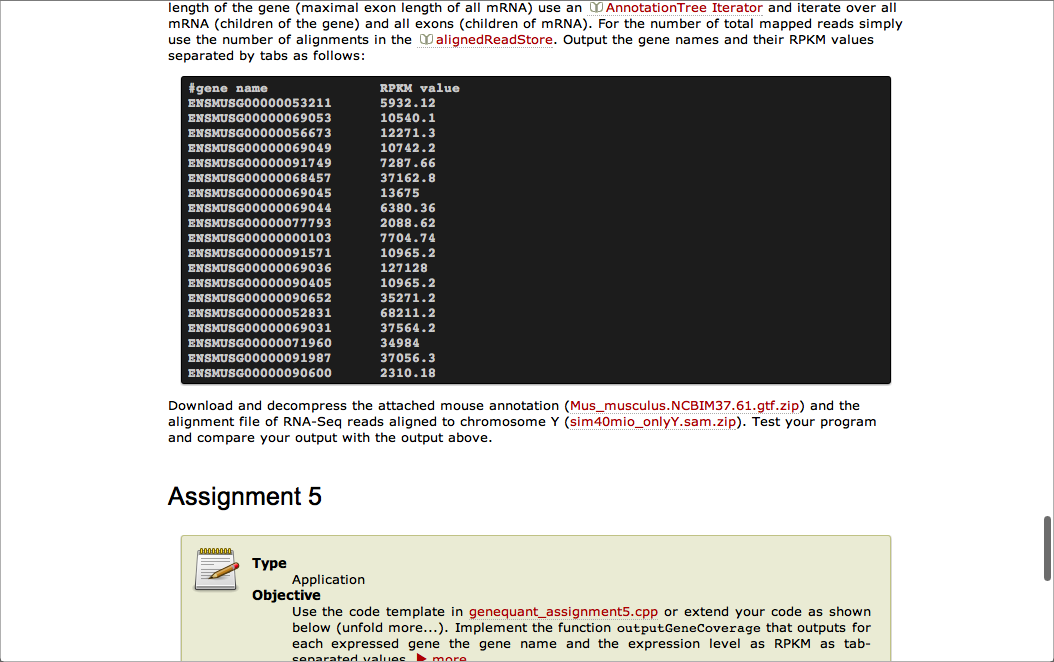 length of the gene (maximal exon length of all mRNA) use an AnnotationTree Iterator and iterate over all
mRNA (children of the gene) and all exons (children of mRNA). For the number of total mapped reads simply
use the number of alignments in the alignedReadStore. Output the gene names and their RPKM values
separated by tabs as follows:
#gene name RPKM value
ENSMUSG00000053211 5932.12
ENSMUSG00000069053 10540.1
ENSMUSG00000056673 12271.3
ENSMUSG00000069049 10742.2
ENSMUSG00000091749 7287.66
ENSMUSG00000068457 37162.8
ENSMUSG00000069045 13675
ENSMUSG00000069044 6380.36
ENSMUSG00000077793 2088.62
ENSMUSG00000000103 7704.74
ENSMUSG00000091571 10965.2
ENSMUSG00000069036 127128
ENSMUSG00000090405 10965.2
ENSMUSG00000090652 35271.2
ENSMUSG00000052831 68211.2
ENSMUSG00000069031 37564.2
ENSMUSG00000071960 34984
ENSMUSG00000091987 37056.3
ENSMUSG00000090600 2310.18
Download and decompress the attached mouse annotation (Mus_musculus.NCBIM37.61.gtf.zip) and the
alignment file of RNA-Seq reads aligned to chromosome Y (sim40mio_onlyY.sam.zip). Test your program
and compare your output with the output above.
Assignment 5
Type
Application
Objective
Use the code template in genequant_assignment5.cpp or extend your code as shown
below (unfold more...). Implement the function outputGeneCoverage that outputs for
each expressed gene the gene name and the expression level as RPKM as tab-
separated values. more